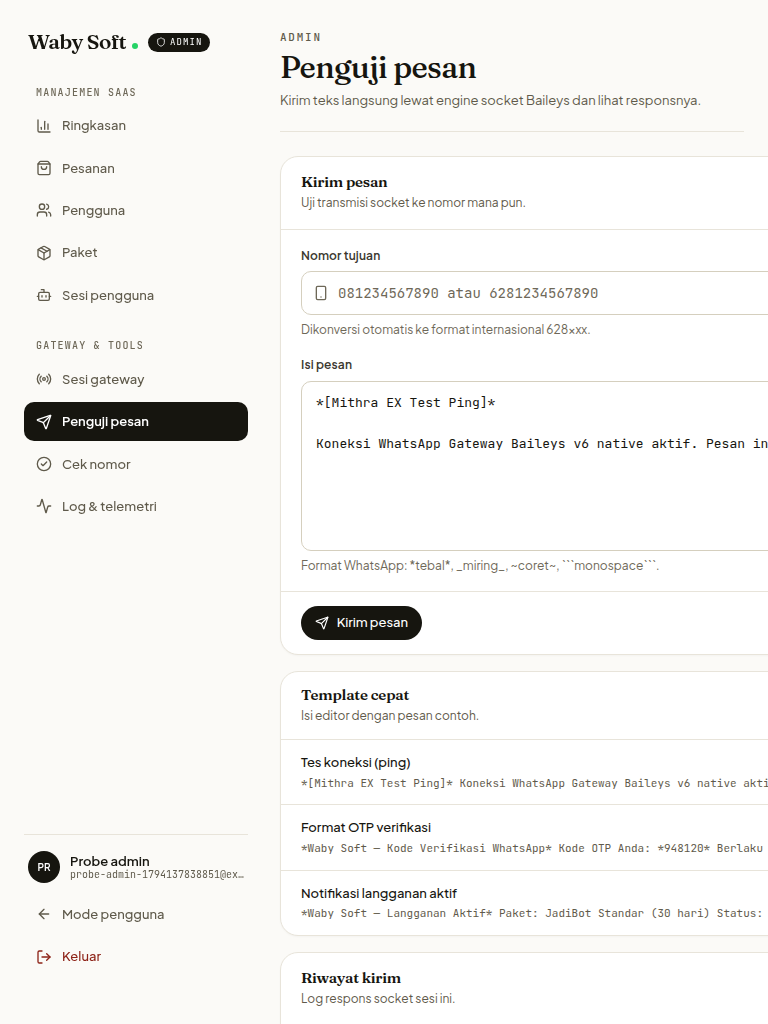 Waby Soft
ADMIN
MANAJEMEN SAAS
Ringkasan
Pesanan
Pengguna
Paket
Sesi pengguna
GATEWAY & TOOLS
Sesi gateway
Penguji pesan
Cek nomor
Log & telemetri
PR
Probe admin
probe-admin-1794137838851@ex…
Mode pengguna
Keluar
ADMIN
Penguji pesan
Kirim teks langsung lewat engine socket Baileys dan lihat responsnya.
Kirim pesan
Uji transmisi socket ke nomor mana pun.
Nomor tujuan
081234567890 atau 6281234567890
Dikonversi otomatis ke format internasional 628xxx.
Isi pesan
*[Mithra EX Test Ping]*
Koneksi WhatsApp Gateway Baileys v6 native aktif. Pesan in
Format WhatsApp: *tebal*, _miring_, ~coret~, ```monospace```.
Kirim pesan
Template cepat
Isi editor dengan pesan contoh.
Tes koneksi (ping)
*[Mithra EX Test Ping]* Koneksi WhatsApp Gateway Baileys v6 native akti
Format OTP verifikasi
*Waby Soft — Kode Verifikasi WhatsApp* Kode OTP Anda: *948120* Berlaku
Notifikasi langganan aktif
*Waby Soft — Langganan Aktif* Paket: JadiBot Standar (30 hari) Status:
Riwayat kirim
Log respons socket sesi ini.